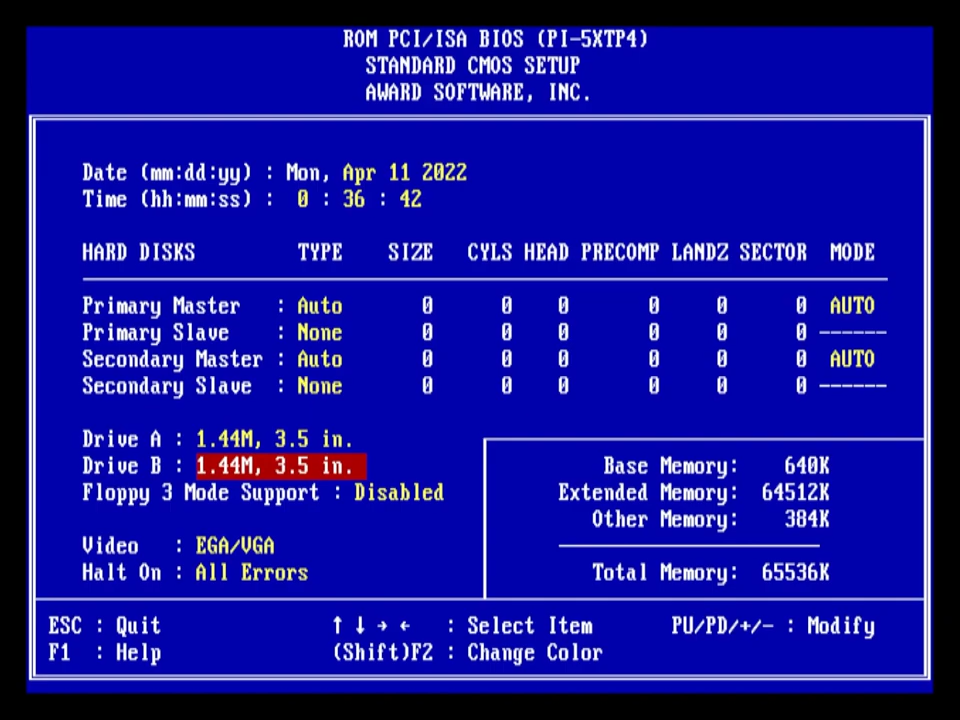 ROM PCI/ISA BIOS (PI-5XTP4)
STANDARD CMOS SETUP
AWARD SOFTWARE, INC.
Date (mm:dd:yy) : Mon, Apr 11 2022
Time (hh:mm:ss) : 0 : 36 : 42
HARD DISKS TYPE SIZE CYLS HEAD PRECOMP LANDZ SECTOR MODE
Primary Master : Auto 0 0 0 0 0 0 AUTO
Primary Slave : None 0 0 0 0 0 0 ------
Secondary Master : Auto 0 0 0 0 0 0 AUTO
Secondary Slave : None 0 0 0 0 0 0 ------
Drive A : 1.44M, 3.5 in.
Drive B : 1.44M, 3.5 in.
Floppy 3 Mode Support : Disabled
Video : EGA/VGA
Halt On : All Errors
Base Memory: 640K
Extended Memory: 64512K
Other Memory: 384K
Total Memory: 65536K
ESC : Quit ↑ ↓ → ← : Select Item PU/PD/+/- : Modify
F1 : Help (Shift)F2 : Change Color